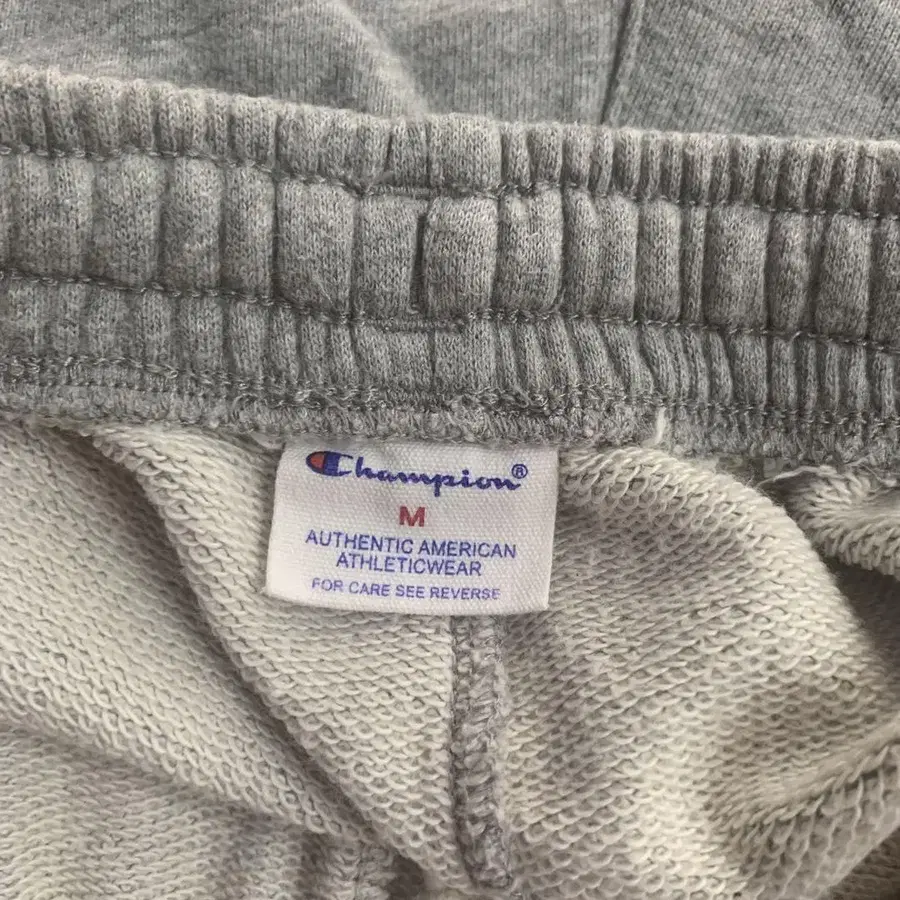 Champion®
M
AUTHENTIC AMERICAN
ATHLETICWEAR
FOR CARE SEE REVERSE